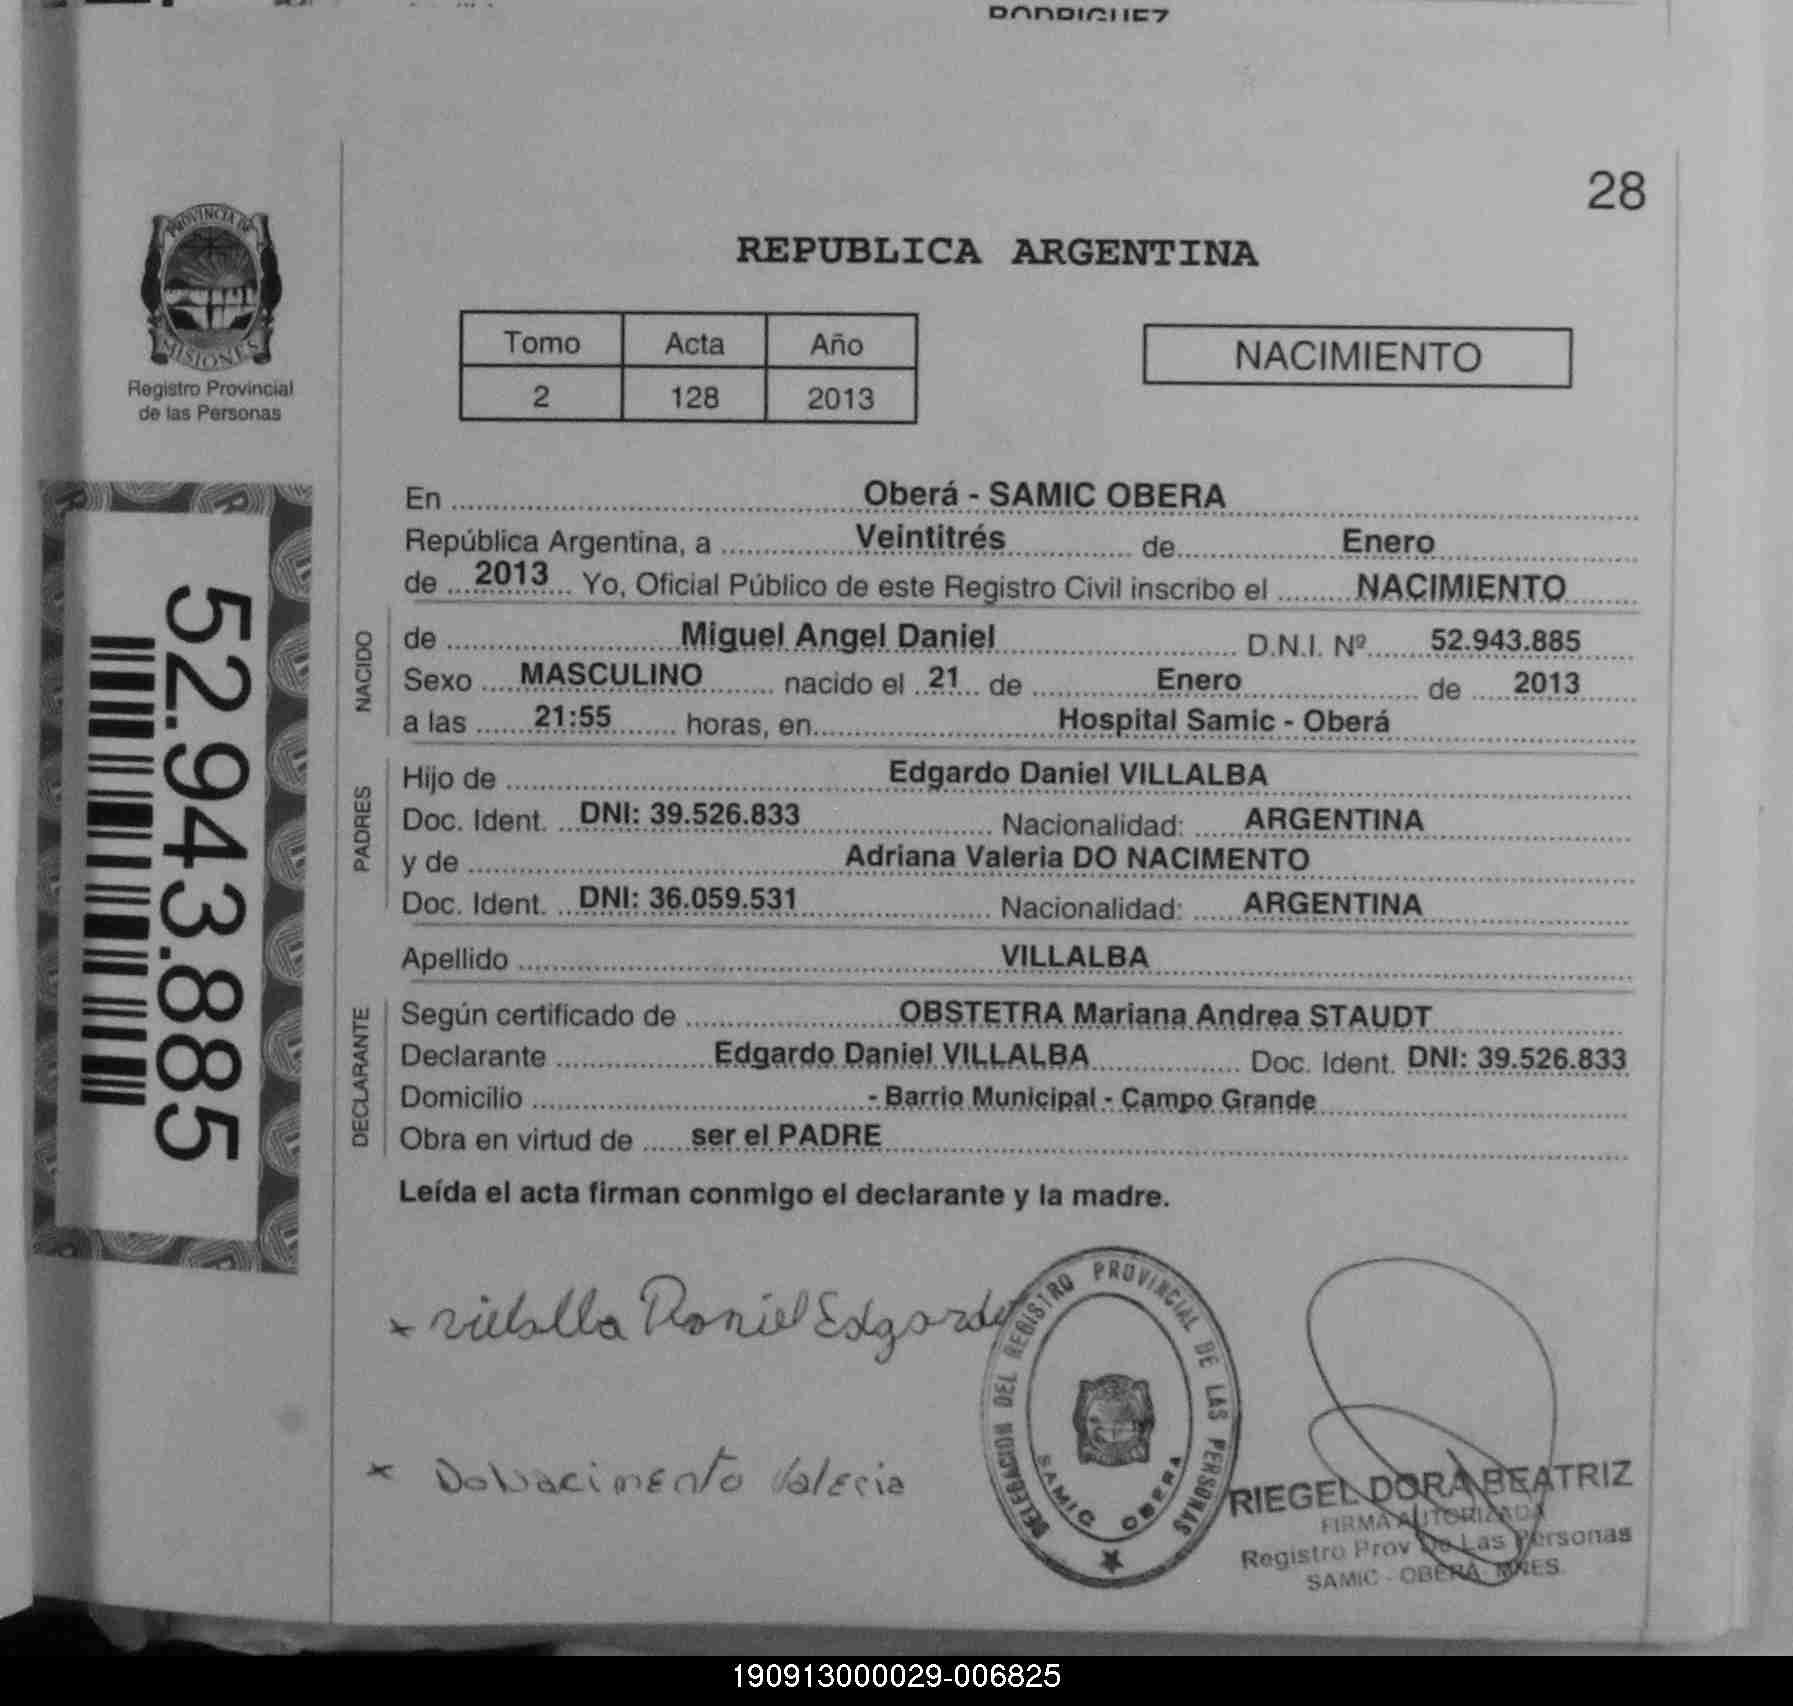 RODRIGUEZ
28
PROVINCIA DE
MISIONES
Registro Provincial
de las Personas
REPUBLICA ARGENTINA
Tomo Acta Año
2 128 2013
NACIMIENTO
52.943.885
En Oberá - SAMIC OBERA
República Argentina, a Veintitrés de Enero
de 2013 Yo, Oficial Público de este Registro Civil inscribo el NACIMIENTO
NACIDO
de Miguel Angel Daniel D.N.I. Nº 52.943.885
Sexo MASCULINO nacido el 21 de Enero de 2013
a las 21:55 horas, en Hospital Samic - Oberá
PADRES
Hijo de Edgardo Daniel VILLALBA
Doc. Ident. DNI: 39.526.833 Nacionalidad: ARGENTINA
y de Adriana Valeria DO NACIMENTO
Doc. Ident. DNI: 36.059.531 Nacionalidad: ARGENTINA
Apellido VILLALBA
DECLARANTE
Según certificado de OBSTETRA Mariana Andrea STAUDT
Declarante Edgardo Daniel VILLALBA Doc. Ident. DNI: 39.526.833
Domicilio - Barrio Municipal - Campo Grande
Obra en virtud de ser el PADRE
Leída el acta firman conmigo el declarante y la madre.
x villalba Daniel Edgardo
x DoNacimento Valeria
DELEGACION DEL REGISTRO PROVINCIAL DE LAS PERSONAS
SAMIC OBERA
RIEGEL DORA BEATRIZ
FIRMA AUTORIZADA
Registro Prov De Las Personas
SAMIC - OBERA MNES.
190913000029-006825